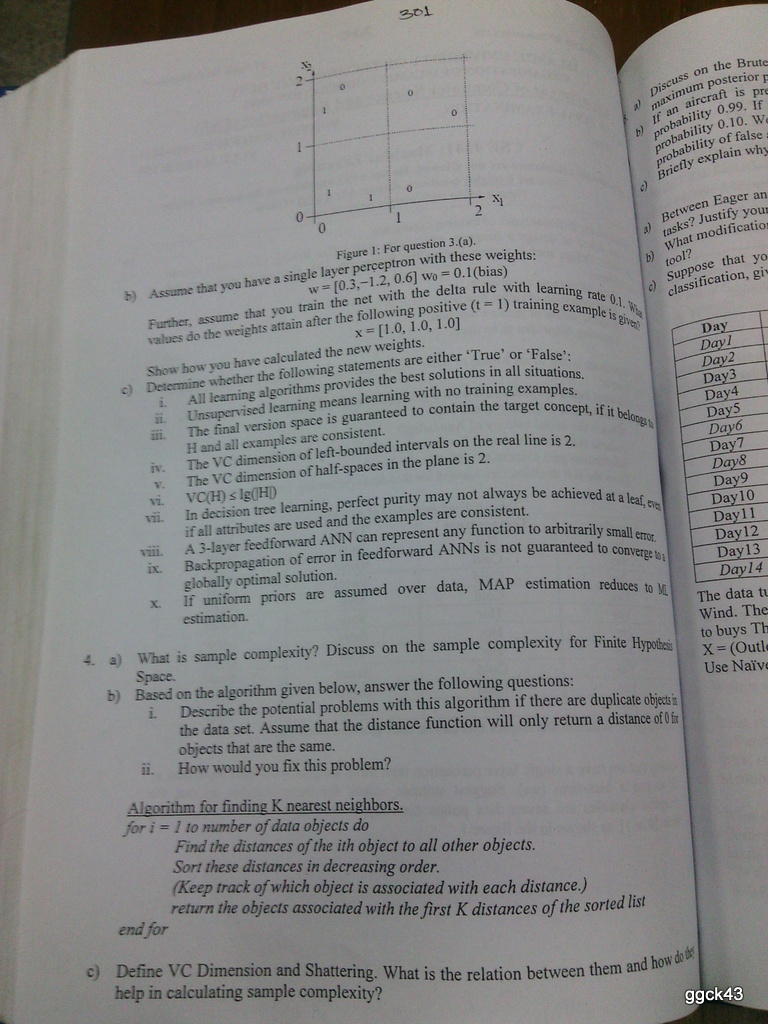 301
X₂
2
0
0
1
0
1
1
1
0
0
0
1
2
X₁
Figure 1: For question 3.(a).
b) Assume that you have a single layer perceptron with these weights:
w = [0.3,−1.2, 0.6] w₀ = 0.1(bias)
Further, assume that you train the net with the delta rule with learning rate 0.1. What
values do the weights attain after the following positive (t = 1) training example is given?
x = [1.0, 1.0, 1.0]
Show how you have calculated the new weights.
c) Determine whether the following statements are either 'True' or 'False':
i. All learning algorithms provides the best solutions in all situations.
ii. Unsupervised learning means learning with no training examples.
iii. The final version space is guaranteed to contain the target concept, if it belongs to
H and all examples are consistent.
iv. The VC dimension of left-bounded intervals on the real line is 2.
v. The VC dimension of half-spaces in the plane is 2.
vi. VC(H) ≤ lg(|H|)
vii. In decision tree learning, perfect purity may not always be achieved at a leaf, even
if all attributes are used and the examples are consistent.
viii. A 3-layer feedforward ANN can represent any function to arbitrarily small error.
ix. Backpropagation of error in feedforward ANNs is not guaranteed to converge to a
globally optimal solution.
x. If uniform priors are assumed over data, MAP estimation reduces to ML
estimation.
4. a) What is sample complexity? Discuss on the sample complexity for Finite Hypothesis
Space.
b) Based on the algorithm given below, answer the following questions:
i. Describe the potential problems with this algorithm if there are duplicate objects in
the data set. Assume that the distance function will only return a distance of 0 for
objects that are the same.
ii. How would you fix this problem?
Algorithm for finding K nearest neighbors.
for i = 1 to number of data objects do
Find the distances of the ith object to all other objects.
Sort these distances in decreasing order.
(Keep track of which object is associated with each distance.)
return the objects associated with the first K distances of the sorted list
end for
c) Define VC Dimension and Shattering. What is the relation between them and how do they
help in calculating sample complexity?
a) Discuss on the Brute
maximum posterior
b) If an aircraft is
probability 0.99. If
probability 0.10. We
probability of false
c) Briefly explain why
a) Between Eager
tasks? Justify your
b) What
tool?
c) Suppose that
classification,
Day
Day1
Day2
Day3
Day4
Day5
Day6
Day7
Day8
Day9
Day10
Day11
Day12
Day13
Day14
The data
Wind. The
to buys
X = (
Use
ggck43